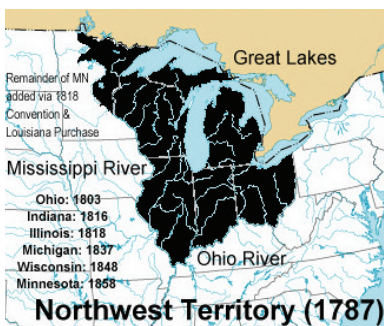 Great Lakes
Remainder of MN
added via 1818
Convention &
Louisiana Purchase
Mississippi River
Ohio: 1803
Indiana: 1816
Illinois: 1818
Michigan: 1837
Wisconsin: 1848
Minnesota: 1858
Ohio River
Northwest Territory (1787)